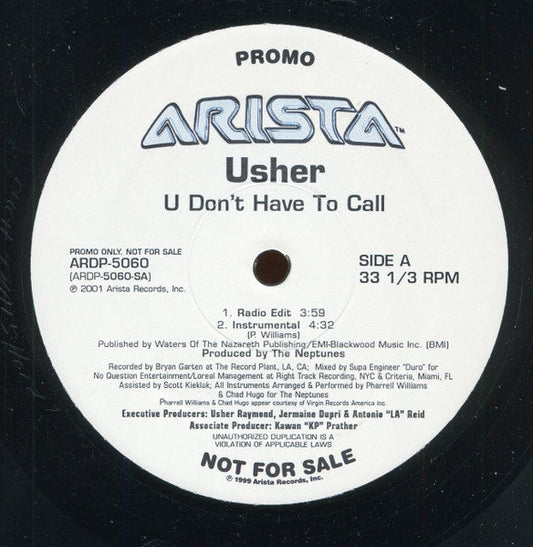 PROMO
ARISTA™
Usher
U Don't Have To Call
PROMO ONLY. NOT FOR SALE
ARDP-5060
(ARDP-5060-SA)
℗ 2001 Arista Records, Inc.
SIDE A
33 1/3 RPM
1. Radio Edit 3:59
2. Instrumental 4:32
(P. Williams)
Published by Waters Of The Nazareth Publishing/EMI-Blackwood Music Inc. (BMI)
Produced by The Neptunes
Recorded by Bryan Garten at The Record Plant, LA, CA; Mixed by Supa Engineer "Duro" for
No Question Entertainment/Loreal Management at Right Track Recording, NYC & Criteria, Miami, FL
Assisted by Scott Kieklok; All Instruments Arranged & Performed by Pharrell Williams
& Chad Hugo for The Neptunes
Pharrell Williams & Chad Hugo appear courtesy of Virgin Records America Inc.
Executive Producers: Usher Raymond, Jermaine Dupri & Antonio "LA" Reid
Associate Producer: Kawan "KP" Prather
UNAUTHORIZED DUPLICATION IS A
VIOLATION OF APPLICABLE LAWS
NOT FOR SALE
℗ 1999 Arista Records, Inc.